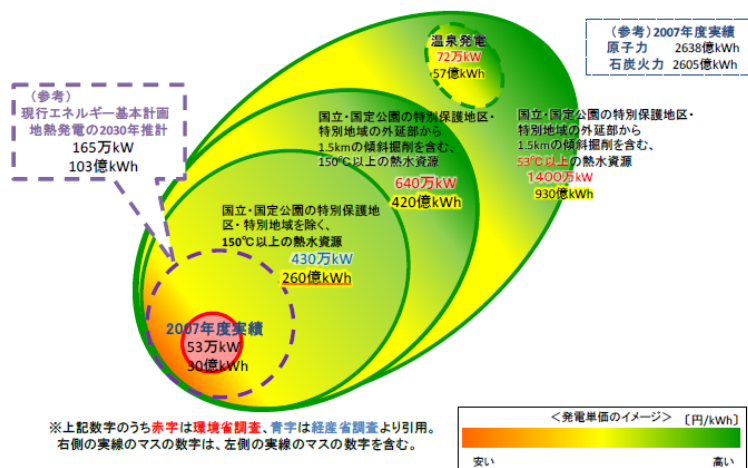 温泉発電
72万kW
57億kWh
(参考)2007年度実績
原子力 2638億kWh
石炭火力 2605億kWh
(参考)
現行エネルギー基本計画
地熱発電の2030年推計
165万kW
103億kWh
国立・国定公園の特別保護地区・
特別地域の外延部から
1.5kmの傾斜掘削を含む、
150℃以上の熱水資源
640万kW
420億kWh
国立・国定公園の特別保護地区・
特別地域の外延部から
1.5kmの傾斜掘削を含む、
53℃以上の熱水資源
1400万kW
930億kWh
国立・国定公園の特別保護地
区・特別地域を除く、
150℃以上の熱水資源
430万kW
260億kWh
2007年度実績
53万kW
30億kWh
※上記数字のうち赤字は環境省調査、青字は経産省調査より引用。
右側の実線のマスの数字は、左側の実線のマスの数字を含む。
<発電単価のイメージ> [円/kWh]
安い 高い